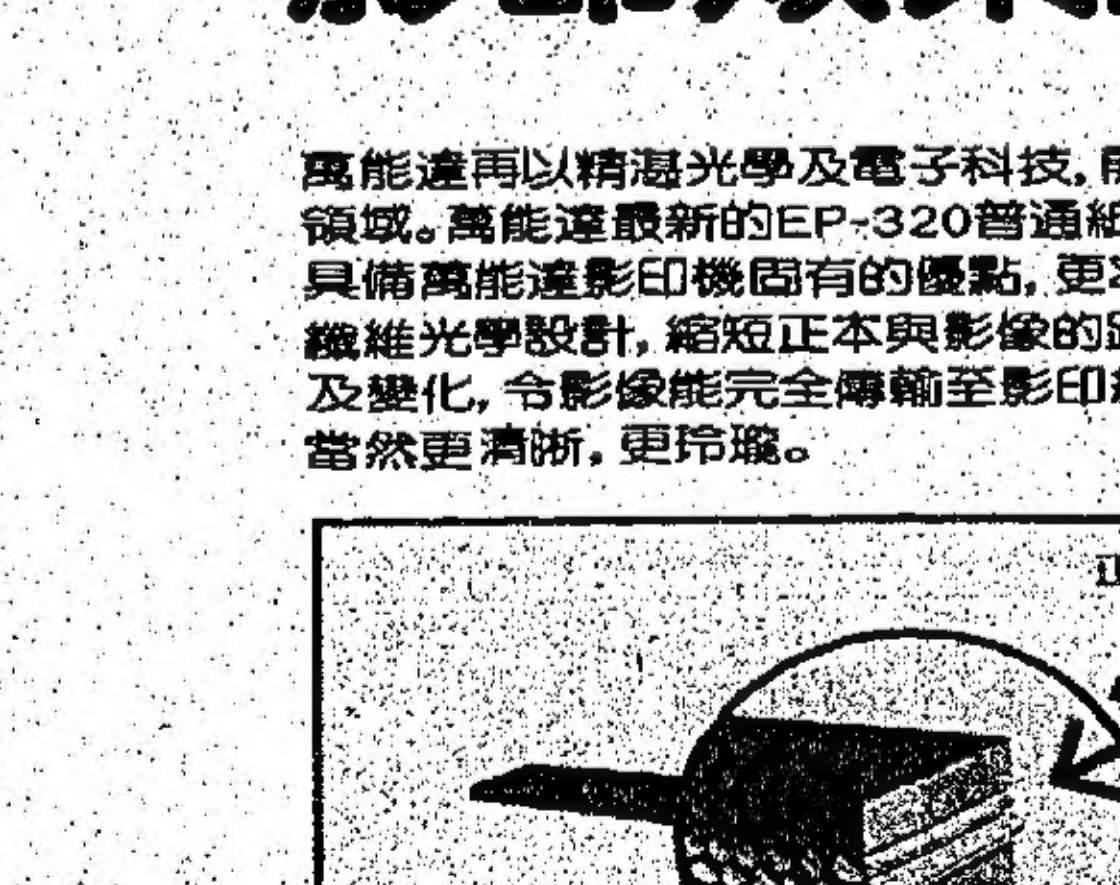 萬能達再以精湛光學及電子科技，開
領域。萬能達最新的EP-320普通紙
具備萬能達影印機固有的優點，更
纖維光學設計，縮短正本與影像的距
及變化，令影像能完全傳輸至影印
當然更清晰，更玲瓏。
正